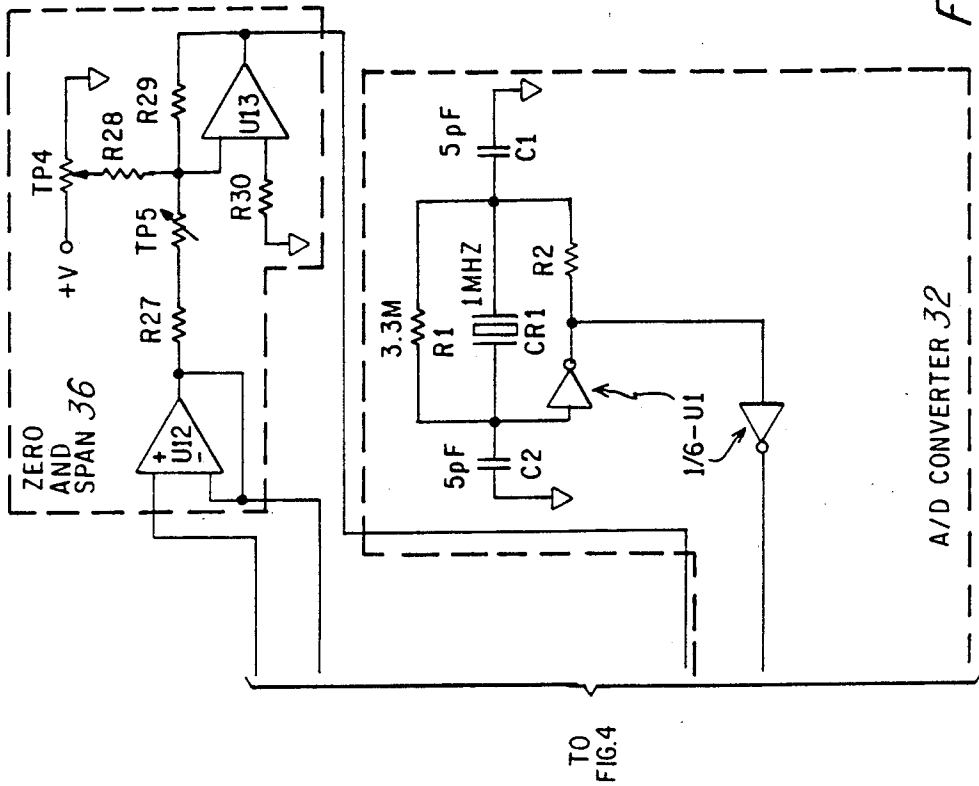 F
TP4
+V
R28
R29
ZERO
AND
SPAN 36
R27
TP5
U12
+
-
U13
R30
3.3M
R1
5pF
C2
1MHZ
CR1
5pF
C1
R2
1/6-U1
A/D CONVERTER 32
TO
FIG.4